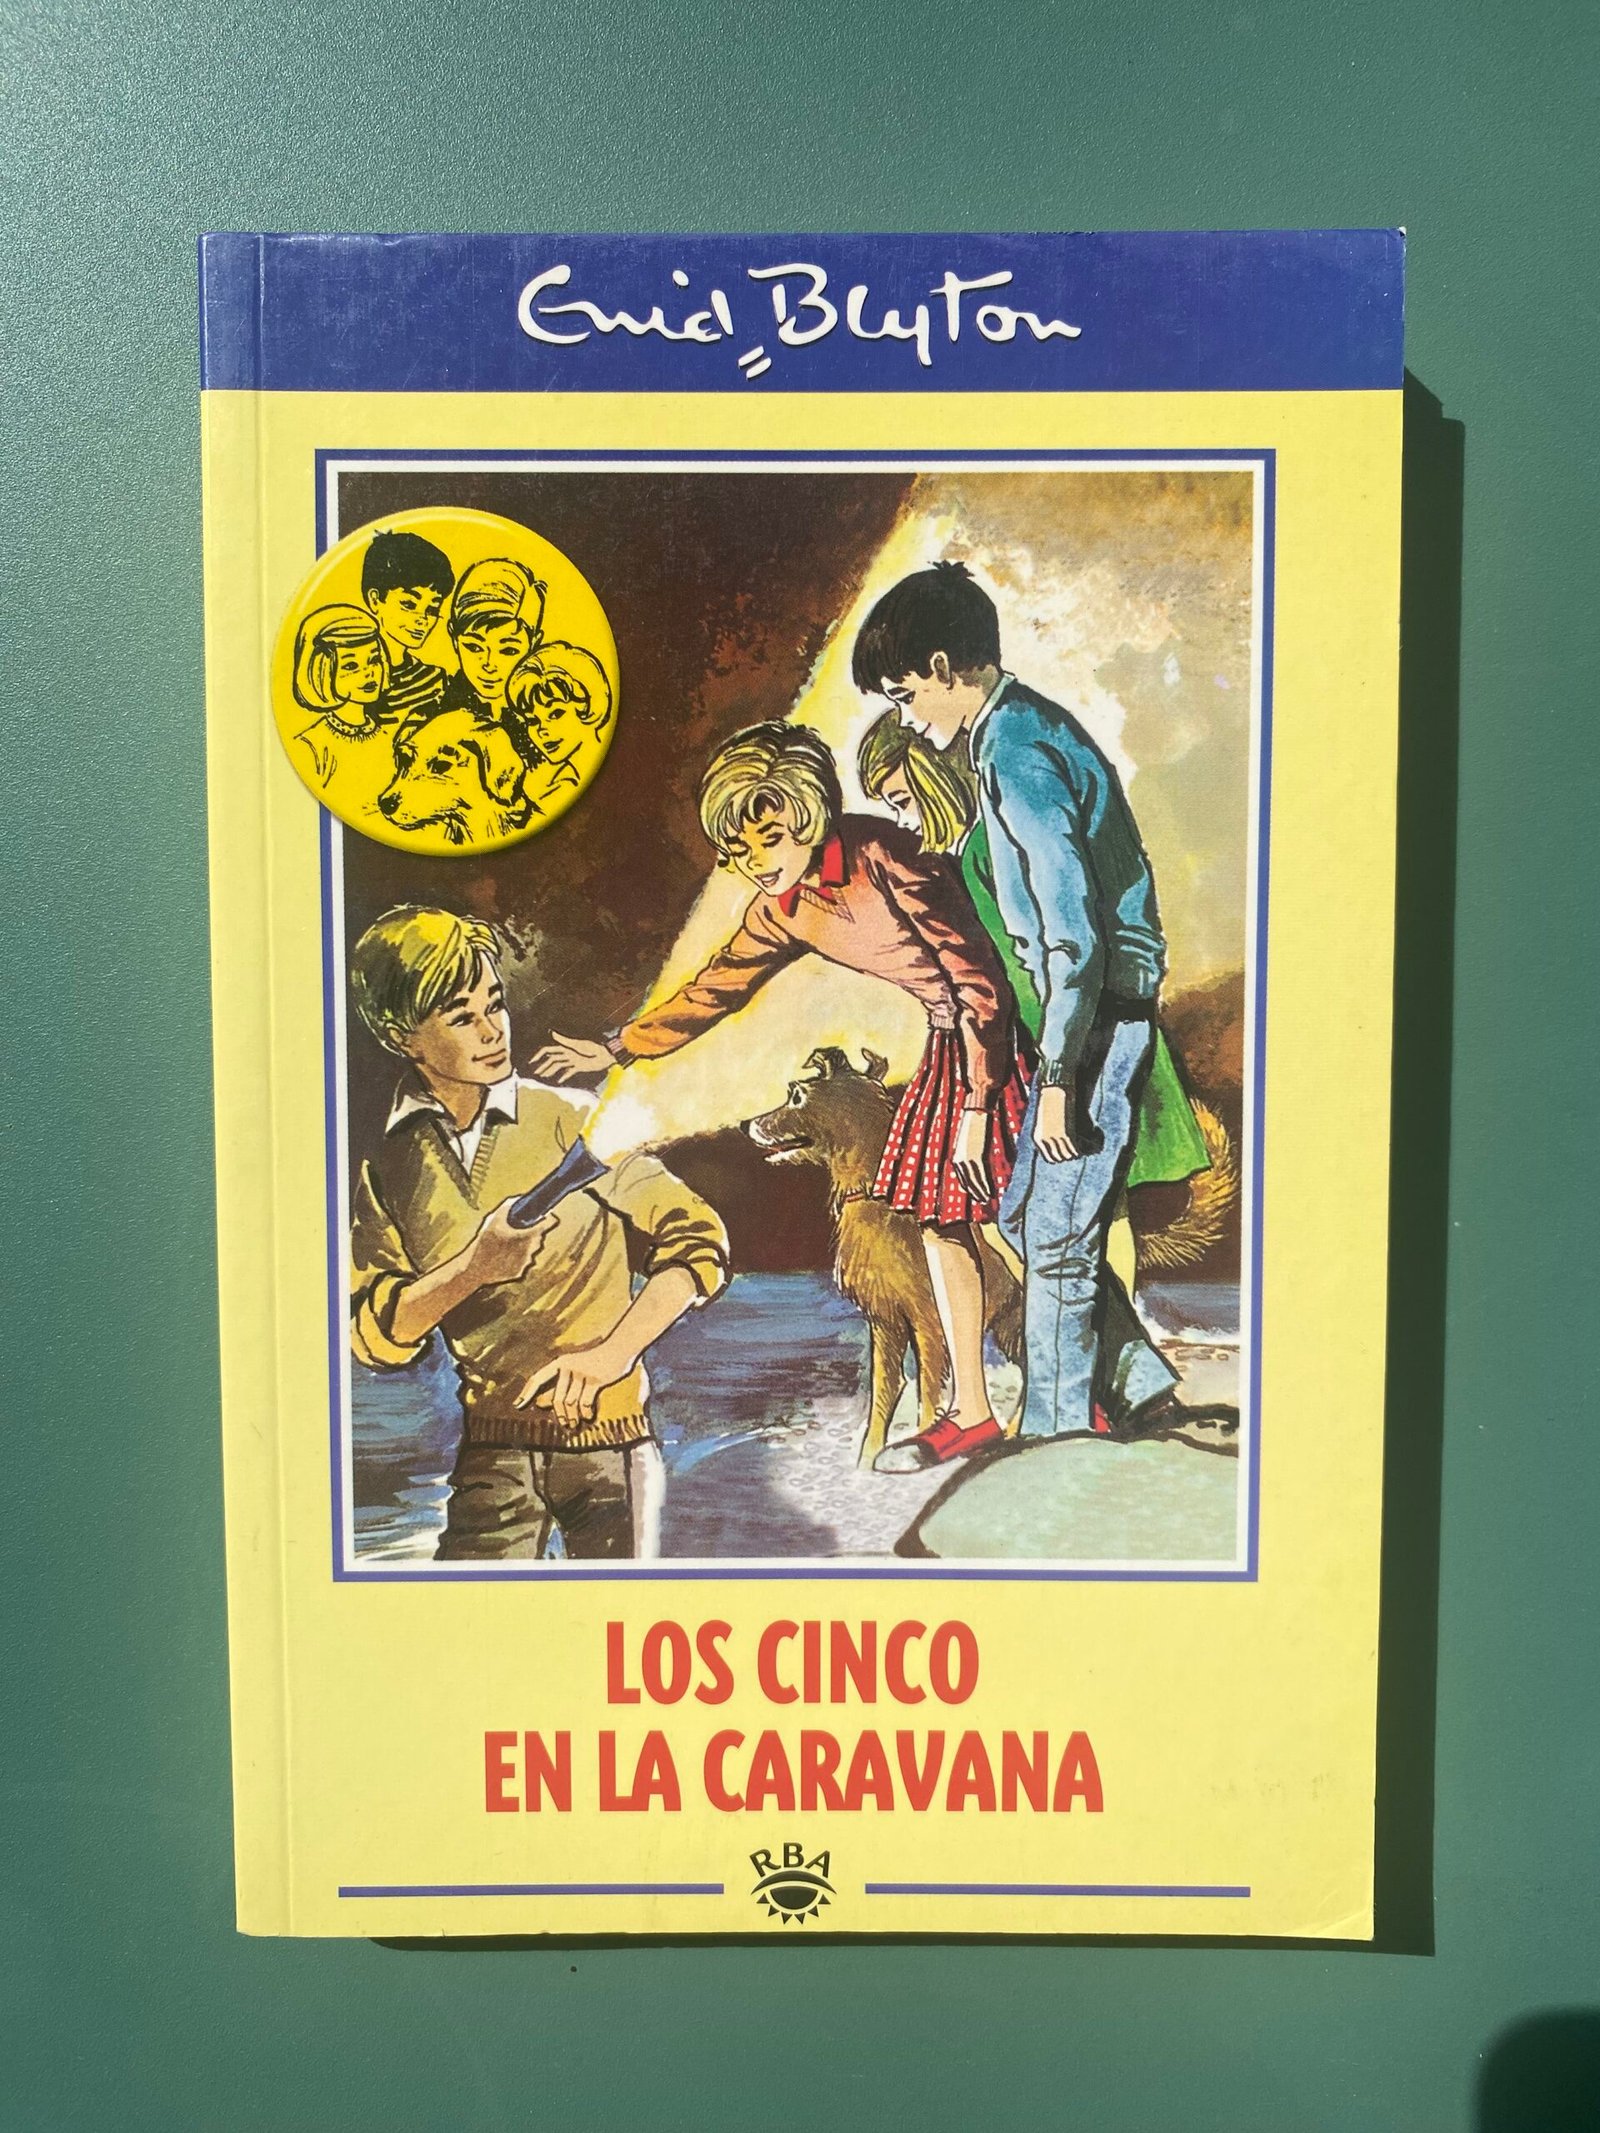 Enid Blyton
LOS CINCO
EN LA CARAVANA
RBA